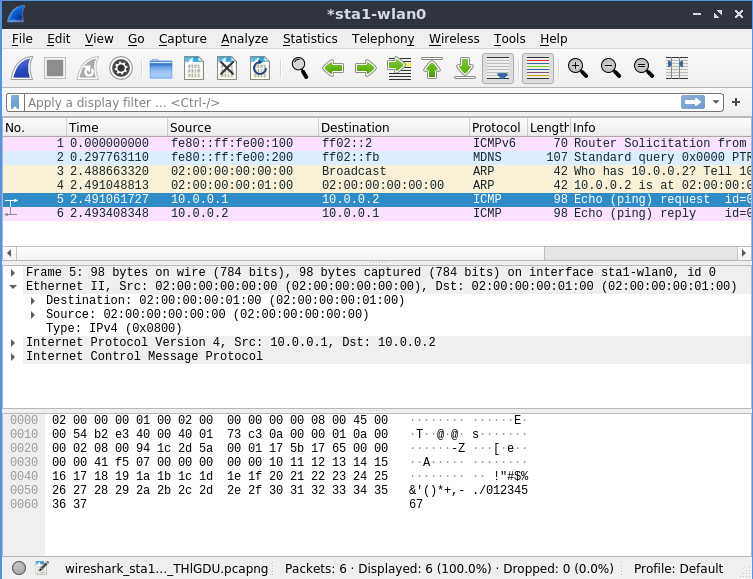 *sta1-wlan0
File Edit View Go Capture Analyze Statistics Telephony Wireless Tools Help
Apply a display filter … <Ctrl-/>
No. Time Source Destination Protocol Length Info
1 0.000000000 fe80::ff:fe00:100 ff02::2 ICMPv6 70 Router Solicitation from
2 0.297763110 fe80::ff:fe00:200 ff02::fb MDNS 107 Standard query 0x0000 PTR
3 2.488663320 02:00:00:00:00:00 Broadcast ARP 42 Who has 10.0.0.2? Tell 10
4 2.491048813 02:00:00:00:01:00 02:00:00:00:00:00 ARP 42 10.0.0.2 is at 02:00:00:
5 2.491061727 10.0.0.1 10.0.0.2 ICMP 98 Echo (ping) request id=0
6 2.493408348 10.0.0.2 10.0.0.1 ICMP 98 Echo (ping) reply id=0
Frame 5: 98 bytes on wire (784 bits), 98 bytes captured (784 bits) on interface sta1-wlan0, id 0
Ethernet II, Src: 02:00:00:00:00:00 (02:00:00:00:00:00), Dst: 02:00:00:00:01:00 (02:00:00:00:01:00)
Destination: 02:00:00:00:01:00 (02:00:00:00:01:00)
Source: 02:00:00:00:00:00 (02:00:00:00:00:00)
Type: IPv4 (0x0800)
Internet Protocol Version 4, Src: 10.0.0.1, Dst: 10.0.0.2
Internet Control Message Protocol
0000 02 00 00 00 01 00 02 00 00 00 00 00 08 00 45 00 ········ ······E·
0010 00 54 b2 e3 40 00 40 01 73 c3 0a 00 00 01 0a 00 ·T··@·@· s·······
0020 00 02 08 00 94 1c 2d 5a 00 01 17 5b 17 65 00 00 ······-Z ···[·e··
0030 00 00 41 f5 07 00 00 00 00 00 10 11 12 13 14 15 ··A····· ········
0040 16 17 18 19 1a 1b 1c 1d 1e 1f 20 21 22 23 24 25 ········ ·· !"#$%
0050 26 27 28 29 2a 2b 2c 2d 2e 2f 30 31 32 33 34 35 &'()*+,- ./012345
0060 36 37 67
wireshark_sta1…_THlGDU.pcapng Packets: 6 · Displayed: 6 (100.0%) · Dropped: 0 (0.0%) Profile: Default